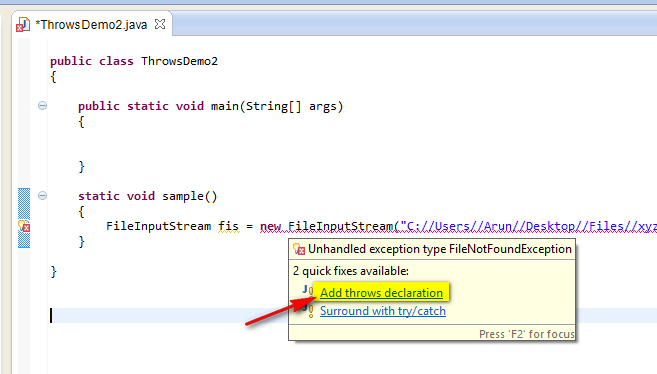 *ThrowsDemo2.java
public class ThrowsDemo2
{
public static void main(String[] args)
{
}
static void sample()
{
FileInputStream fis = new FileInputStream("C://Users//Arun//Desktop//Files//xyz
}
}
Unhandled exception type FileNotFoundException
2 quick fixes available:
Add throws declaration
Surround with try/catch
Press 'F2' for focus